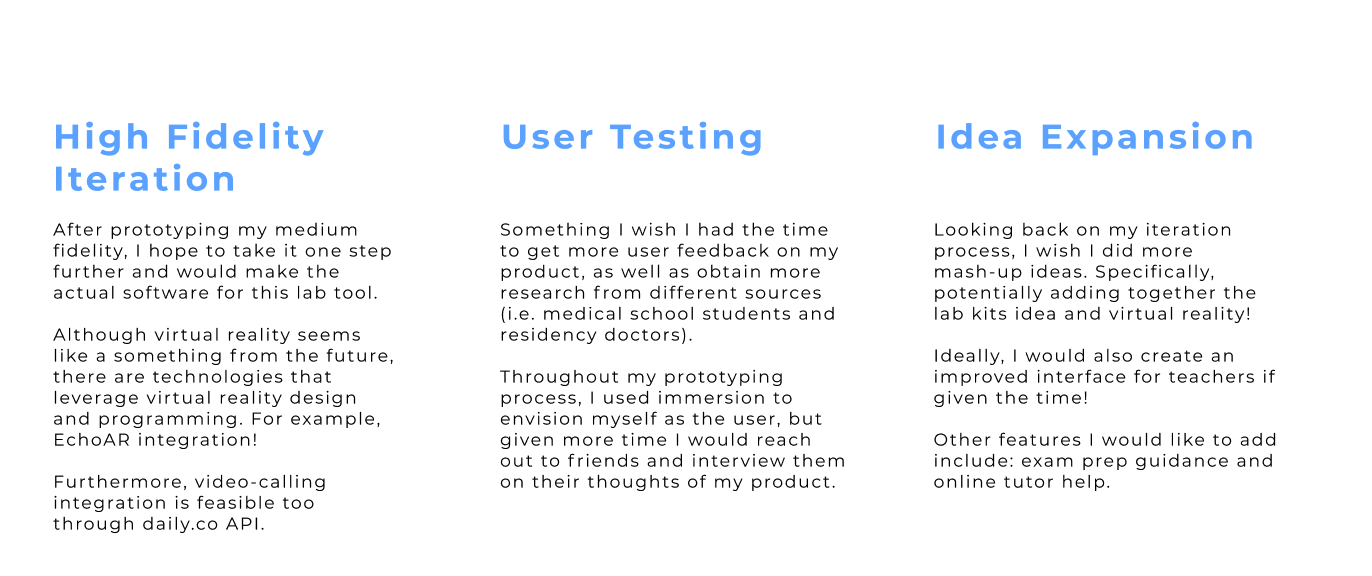 High Fidelity
Iteration
After prototyping my medium
fidelity, I hope to take it one step
further and would make the
actual software for this lab tool.
Although virtual reality seems
like a something from the future,
there are technologies that
leverage virtual reality design
and programming. For example,
EchoAR integration!
Furthermore, video-calling
integration is feasible too
through daily.co API.
User Testing
Something I wish I had the time
to get more user feedback on my
product, as well as obtain more
research from different sources
(i.e. medical school students and
residency doctors).
Throughout my prototyping
process, I used immersion to
envision myself as the user, but
given more time I would reach
out to friends and interview them
on their thoughts of my product.
Idea Expansion
Looking back on my iteration
process, I wish I did more
mash-up ideas. Specifically,
potentially adding together the
lab kits idea and virtual reality!
Ideally, I would also create an
improved interface for teachers if
given the time!
Other features I would like to add
include: exam prep guidance and
online tutor help.